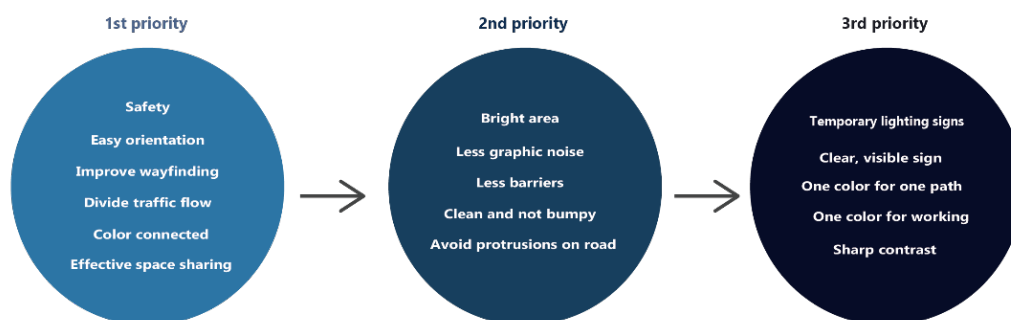 1st priority
Safety
Easy orientation
Improve wayfinding
Divide traffic flow
Color connected
Effective space sharing
2nd priority
Bright area
Less graphic noise
Less barriers
Clean and not bumpy
Avoid protrusions on road
3rd priority
Temporary lighting signs
Clear, visible sign
One color for one path
One color for working
Sharp contrast